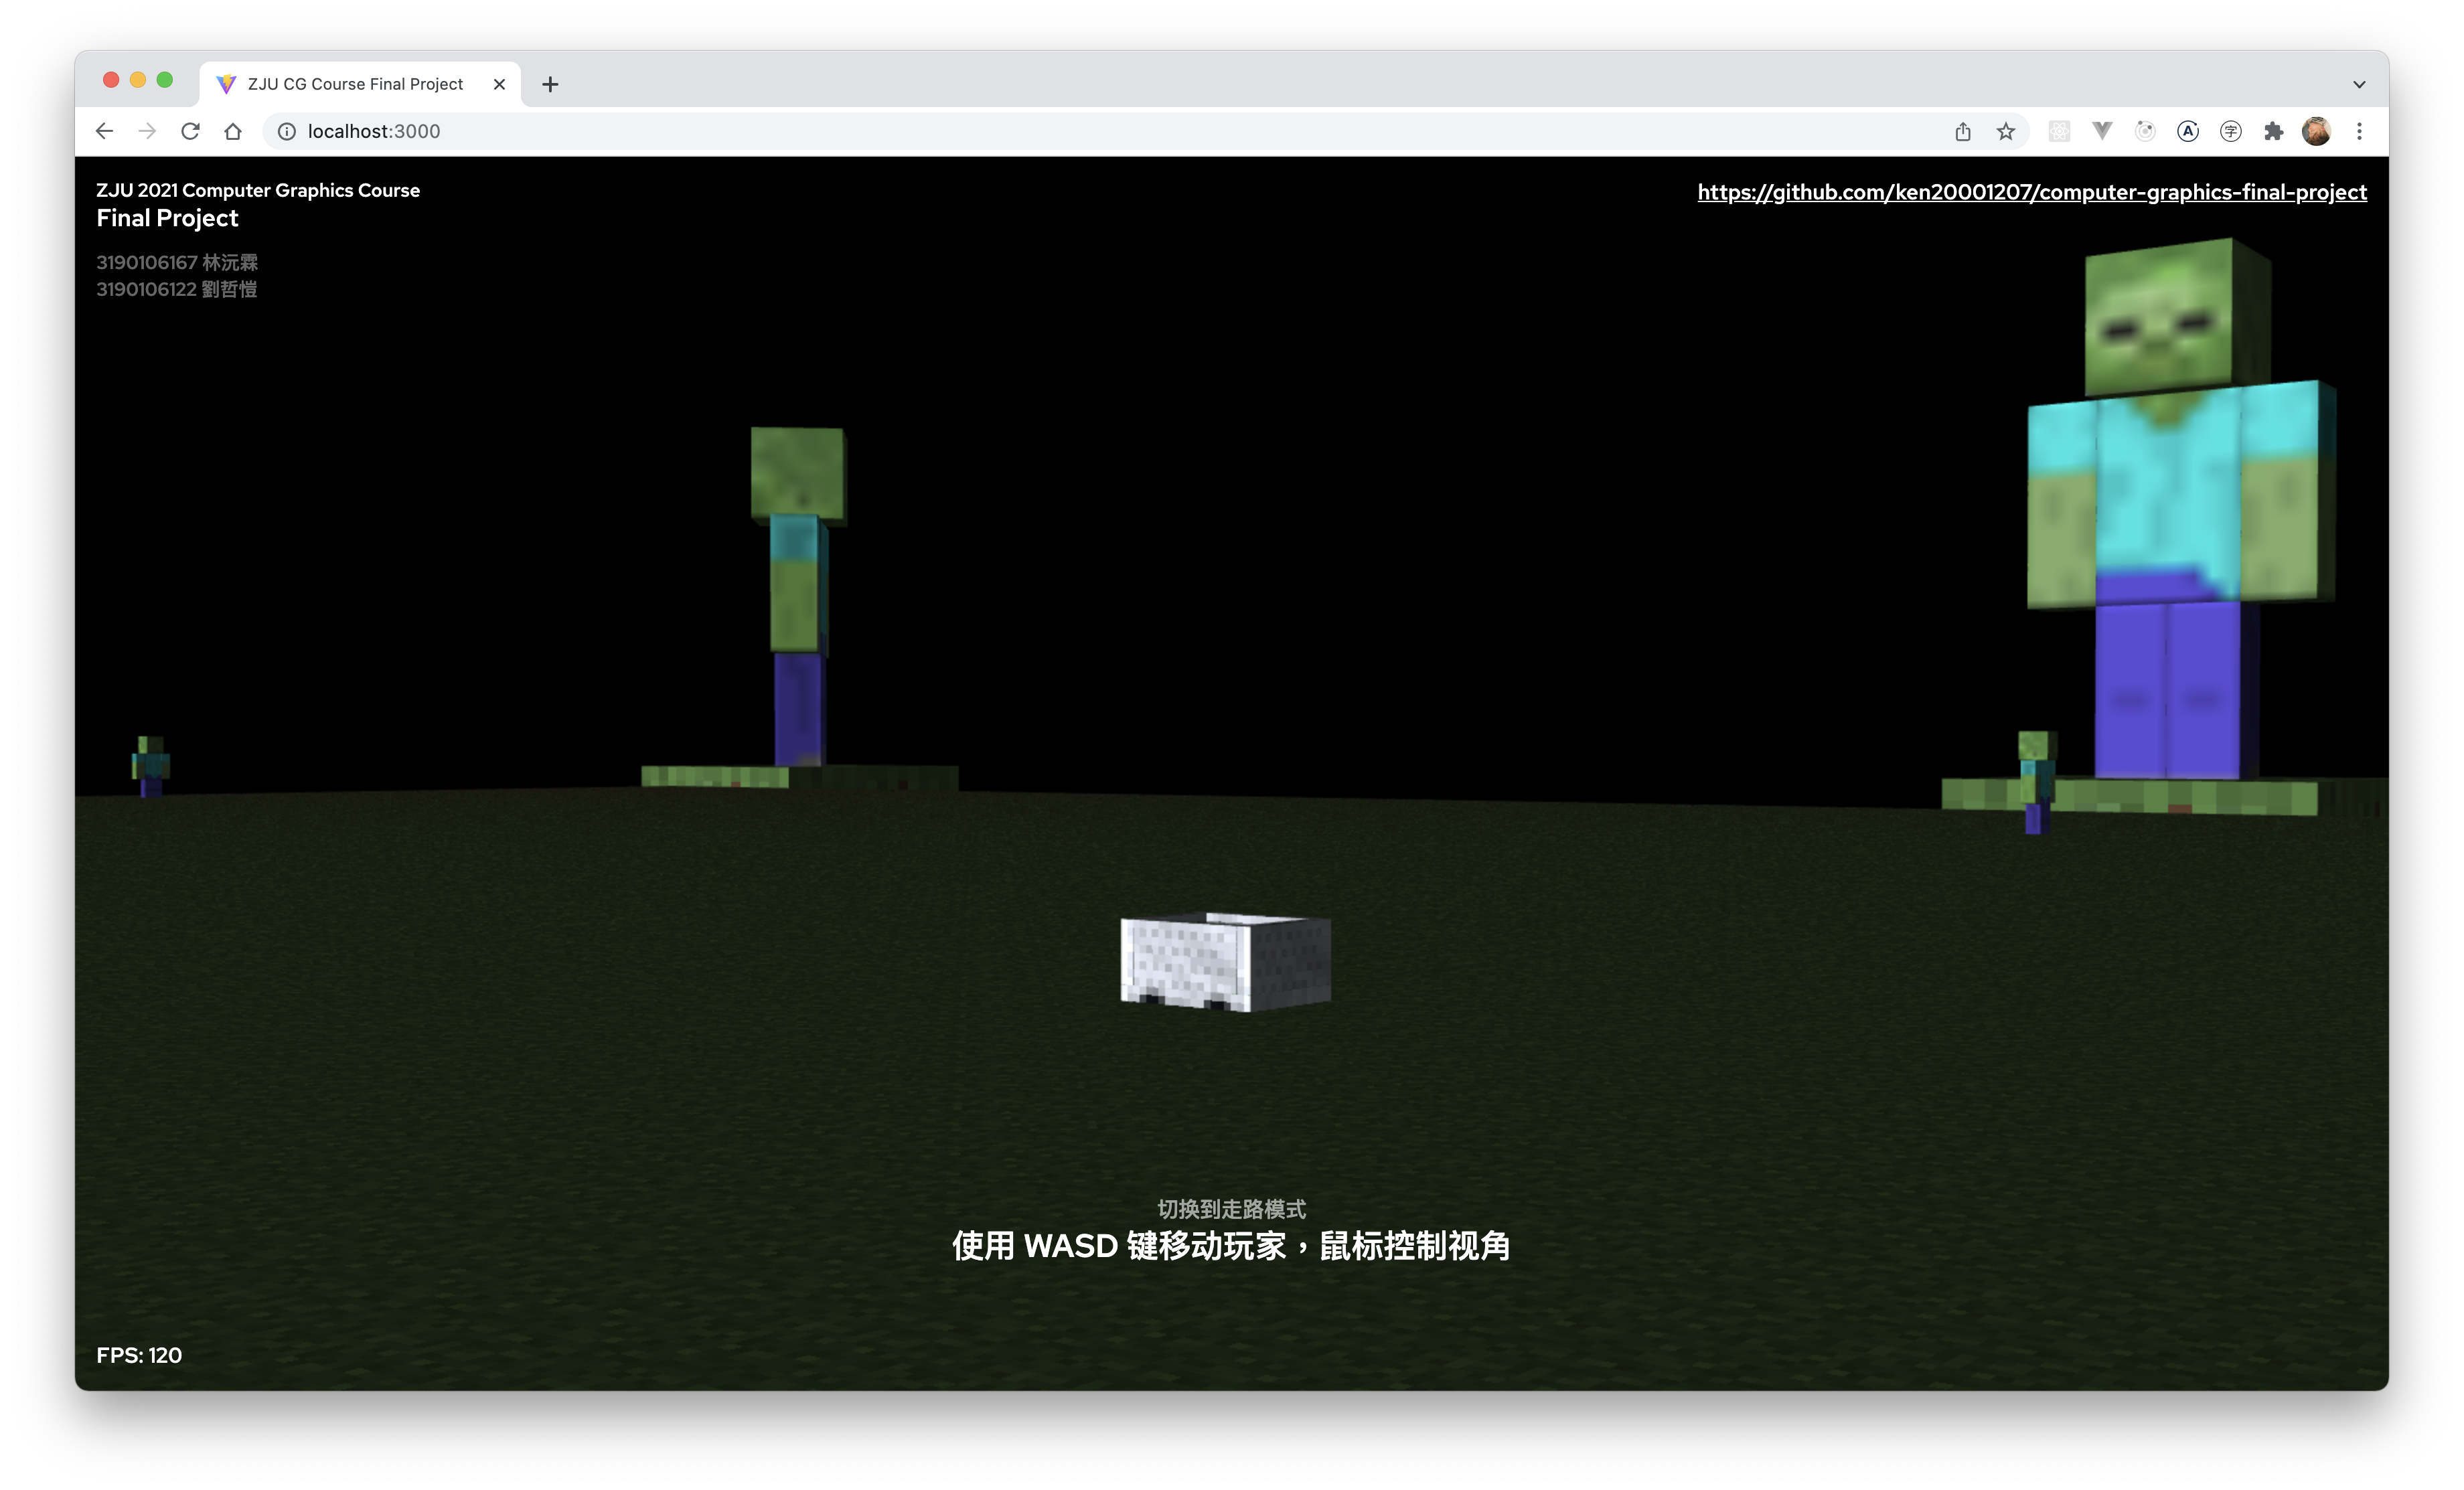 ZJU CG Course Final Project
localhost:3000
ZJU 2021 Computer Graphics Course
Final Project
https://github.com/ken20001207/computer-graphics-final-project
3190106167 林沅霖
3190106122 劉哲愷
切换到走路模式
使用 WASD 键移动玩家，鼠标控制视角
FPS: 120